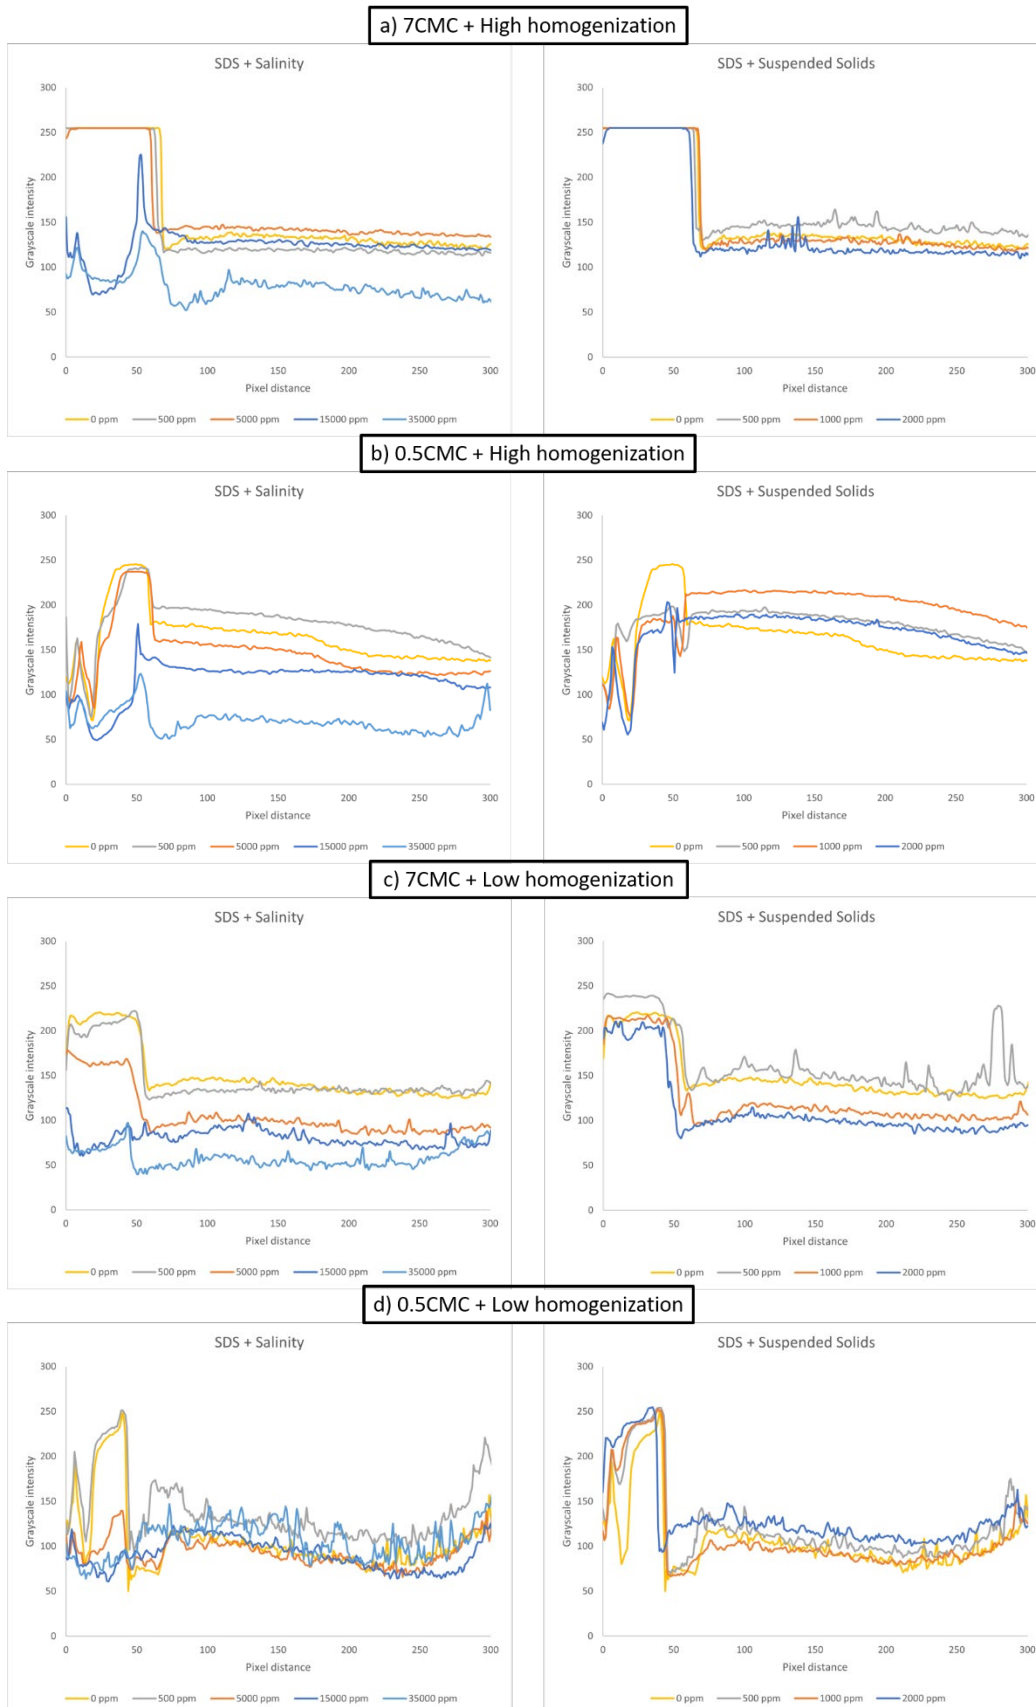 a) 7CMC + High homogenization
SDS + Salinity
Grayscale intensity
300
250
200
150
100
50
0
0 50 100 150 200 250 300
Pixel distance
0 ppm 500 ppm 5000 ppm 15000 ppm 35000 ppm
SDS + Suspended Solids
Grayscale intensity
300
250
200
150
100
50
0
0 50 100 150 200 250 300
Pixel distance
0 ppm 500 ppm 1000 ppm 2000 ppm
b) 0.5CMC + High homogenization
SDS + Salinity
Grayscale intensity
300
250
200
150
100
50
0
0 50 100 150 200 250 300
Pixel distance
0 ppm 500 ppm 5000 ppm 15000 ppm 35000 ppm
SDS + Suspended Solids
Grayscale intensity
300
250
200
150
100
50
0
0 50 100 150 200 250 300
Pixel distance
0 ppm 500 ppm 1000 ppm 2000 ppm
c) 7CMC + Low homogenization
SDS + Salinity
Grayscale intensity
300
250
200
150
100
50
0
0 50 100 150 200 250 300
Pixel distance
0 ppm 500 ppm 5000 ppm 15000 ppm 35000 ppm
SDS + Suspended Solids
Grayscale intensity
300
250
200
150
100
50
0
0 50 100 150 200 250 300
Pixel distance
0 ppm 500 ppm 1000 ppm 2000 ppm
d) 0.5CMC + Low homogenization
SDS + Salinity
Grayscale intensity
300
250
200
150
100
50
0
0 50 100 150 200 250 300
Pixel distance
0 ppm 500 ppm 5000 ppm 15000 ppm 35000 ppm
SDS + Suspended Solids
Grayscale intensity
300
250
200
150
100
50
0
0 50 100 150 200 250 300
Pixel distance
0 ppm 500 ppm 1000 ppm 2000 ppm